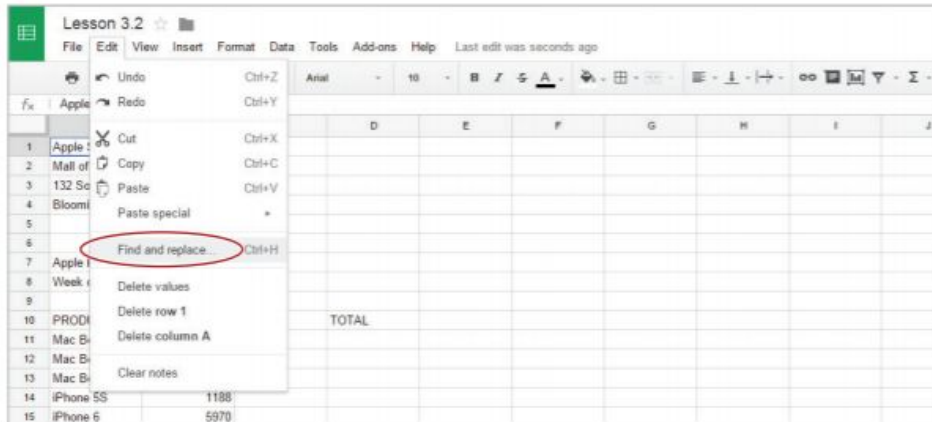 Lesson 3.2
File Edit View Insert Format Data Tools Add-ons Help Last edit was seconds ago
Undo Ctrl+Z Arial 10 B I S A Σ
fx Apple Redo Ctrl+Y
D E F G H I J
1 Apple Cut Ctrl+X
2 Mall of Copy Ctrl+C
3 132 Paste Ctrl+V
4 Paste special
5
6 Find and replace... Ctrl+H
7 Apple
8 Week Delete values
9 Delete row 1
10 TOTAL
11 Mac Delete column A
12 Mac
13 Mac Clear notes
14 iPhone 5S 1188
15 iPhone 6 5970